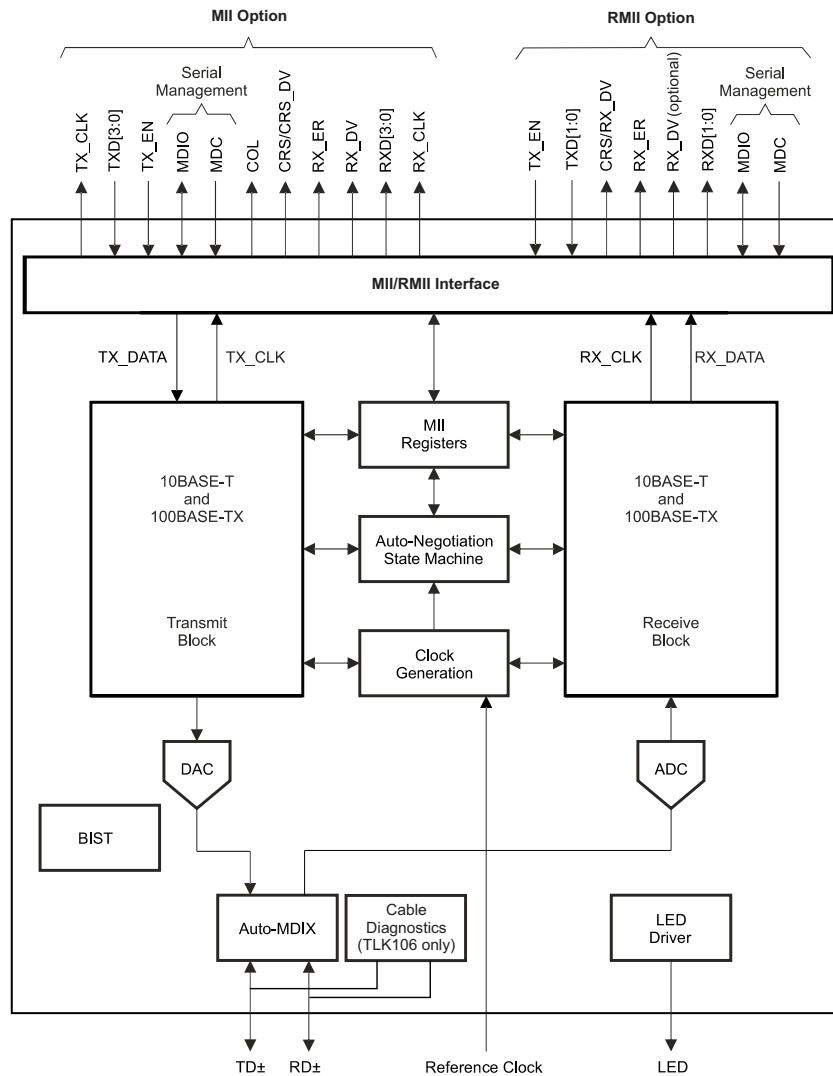 MII Option
RMII Option
Serial
Management
Serial
Management
TX_CLK
TXD[3:0]
TX_EN
MDIO
MDC
COL
CRS/CRS_DV
RX_ER
RX_DV
RXD[3:0]
RX_CLK
TX_EN
TXD[1:0]
CRS/RX_DV
RX_ER
RX_DV (optional)
RXD[1:0]
MDIO
MDC
MII/RMII Interface
TX_DATA
TX_CLK
RX_CLK
RX_DATA
10BASE-T
and
100BASE-TX
Transmit
Block
MII
Registers
Auto-Negotiation
State Machine
Clock
Generation
10BASE-T
and
100BASE-TX
Receive
Block
DAC
ADC
BIST
Auto-MDIX
Cable
Diagnostics
(TLK106 only)
LED
Driver
TD±
RD±
Reference Clock
LED